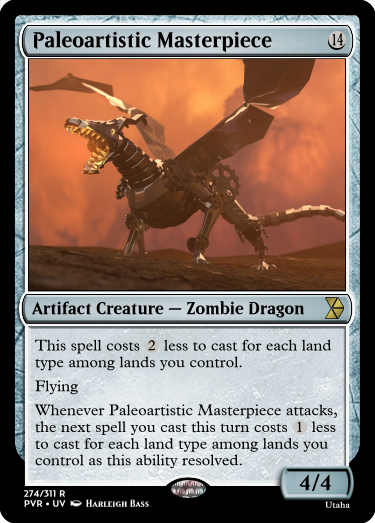 Paleoartistic Masterpiece 14
Artifact Creature — Zombie Dragon
This spell costs 2 less to cast for each land
type among lands you control.
Flying
Whenever Paleoartistic Masterpiece attacks,
the next spell you cast this turn costs 1 less
to cast for each land type among lands you
control as this ability resolved.
4/4
274/311 R
PVR • UV Harleigh Bass
Utaha